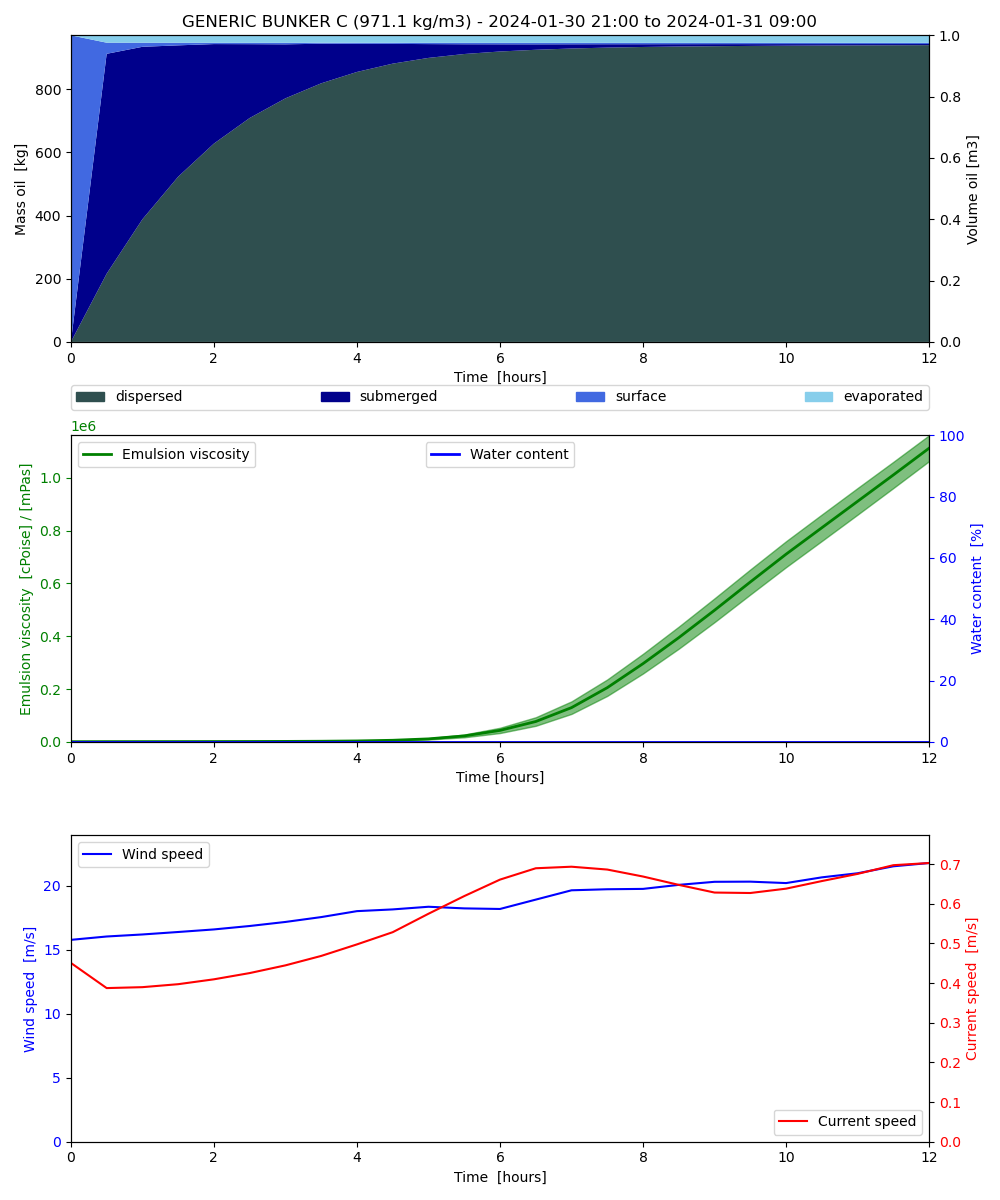 GENERIC BUNKER C (971.1 kg/m3) - 2024-01-30 21:00 to 2024-01-31 09:00
Mass oil  [kg]
800
600
400
200
0
1.0
0.8
0.6
0.4
0.2
0.0
Volume oil [m3]
0 2 4 6 8 10 12
Time  [hours]
dispersed submerged surface evaporated
1e6
Emulsion viscosity  [cPoise] / [mPas]
1.0
0.8
0.6
0.4
0.2
0.0
Emulsion viscosity
Water content
100
80
60
40
20
0
Water content  [%]
0 2 4 6 8 10 12
Time [hours]
Wind speed  [m/s]
20
15
10
5
0
Wind speed
0.7
0.6
0.5
0.4
0.3
0.2
0.1
0.0
Current speed  [m/s]
Current speed
0 2 4 6 8 10 12
Time  [hours]